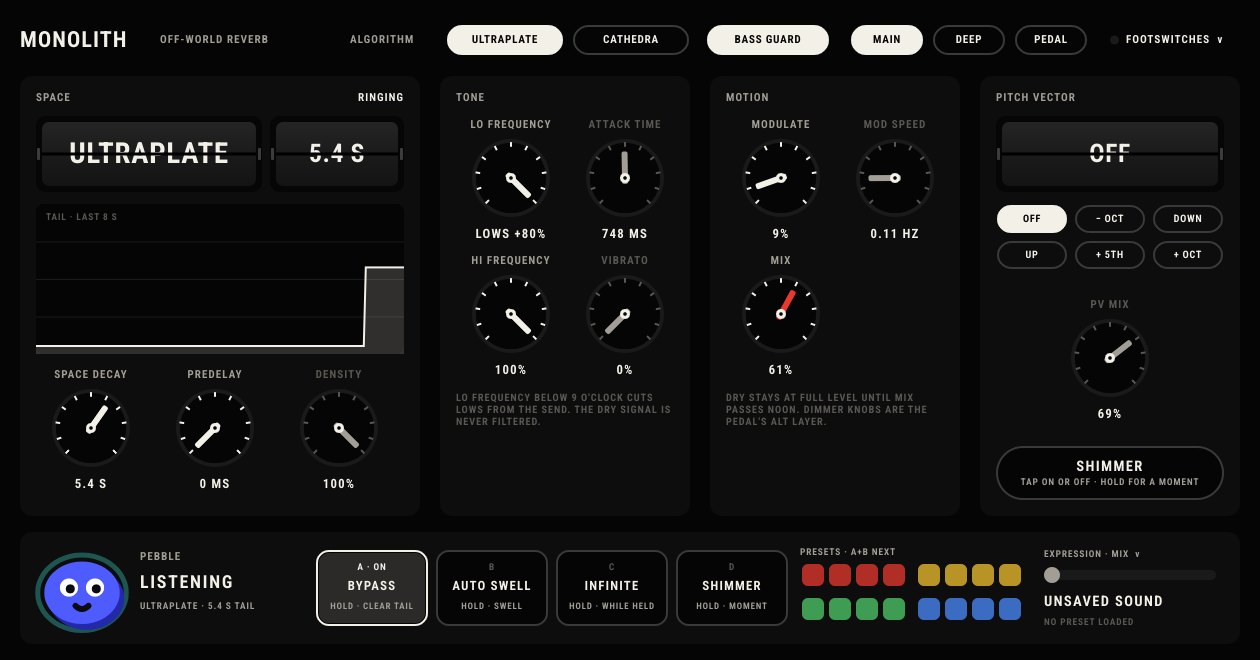 MONOLITH
OFF-WORLD REVERB
ALGORITHM
ULTRAPLATE
CATHEDRA
BASS GUARD
MAIN
DEEP
PEDAL
FOOTSWITCHES ∨
SPACE
RINGING
ULTRAPLATE
5.4 S
TAIL · LAST 8 S
SPACE DECAY
PREDELAY
DENSITY
5.4 S
0 MS
100%
TONE
LO FREQUENCY
ATTACK TIME
LOWS +80%
748 MS
HI FREQUENCY
VIBRATO
100%
0%
LO FREQUENCY BELOW 9 O'CLOCK CUTS
LOWS FROM THE SEND. THE DRY SIGNAL IS
NEVER FILTERED.
MOTION
MODULATE
MOD SPEED
9%
0.11 HZ
MIX
61%
DRY STAYS AT FULL LEVEL UNTIL MIX
PASSES NOON. DIMMER KNOBS ARE THE
PEDAL'S ALT LAYER.
PITCH VECTOR
OFF
OFF
− OCT
DOWN
UP
+ 5TH
+ OCT
PV MIX
69%
SHIMMER
TAP ON OR OFF · HOLD FOR A MOMENT
PEBBLE
LISTENING
ULTRAPLATE · 5.4 S TAIL
A · ON
BYPASS
HOLD · CLEAR TAIL
B
AUTO SWELL
HOLD · SWELL
C
INFINITE
HOLD · WHILE HELD
D
SHIMMER
HOLD · MOMENT
PRESETS · A+B NEXT
EXPRESSION · MIX ∨
UNSAVED SOUND
NO PRESET LOADED